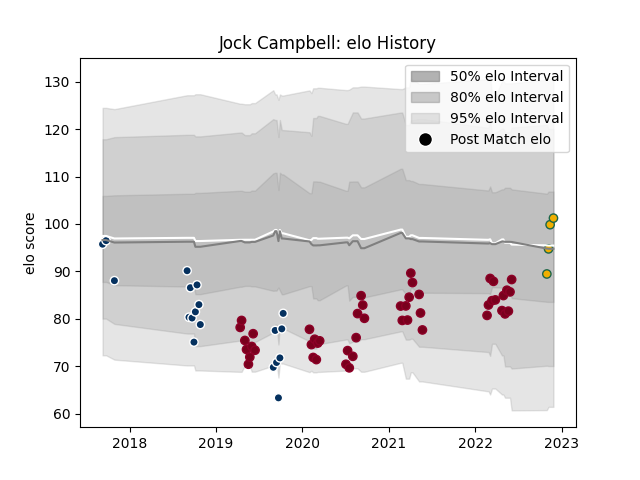 Jock Campbell: elo History
130
120
110
100
90
80
70
60
elo score
50% elo Interval
80% elo Interval
95% elo Interval
Post Match elo
2018 2019 2020 2021 2022 2023